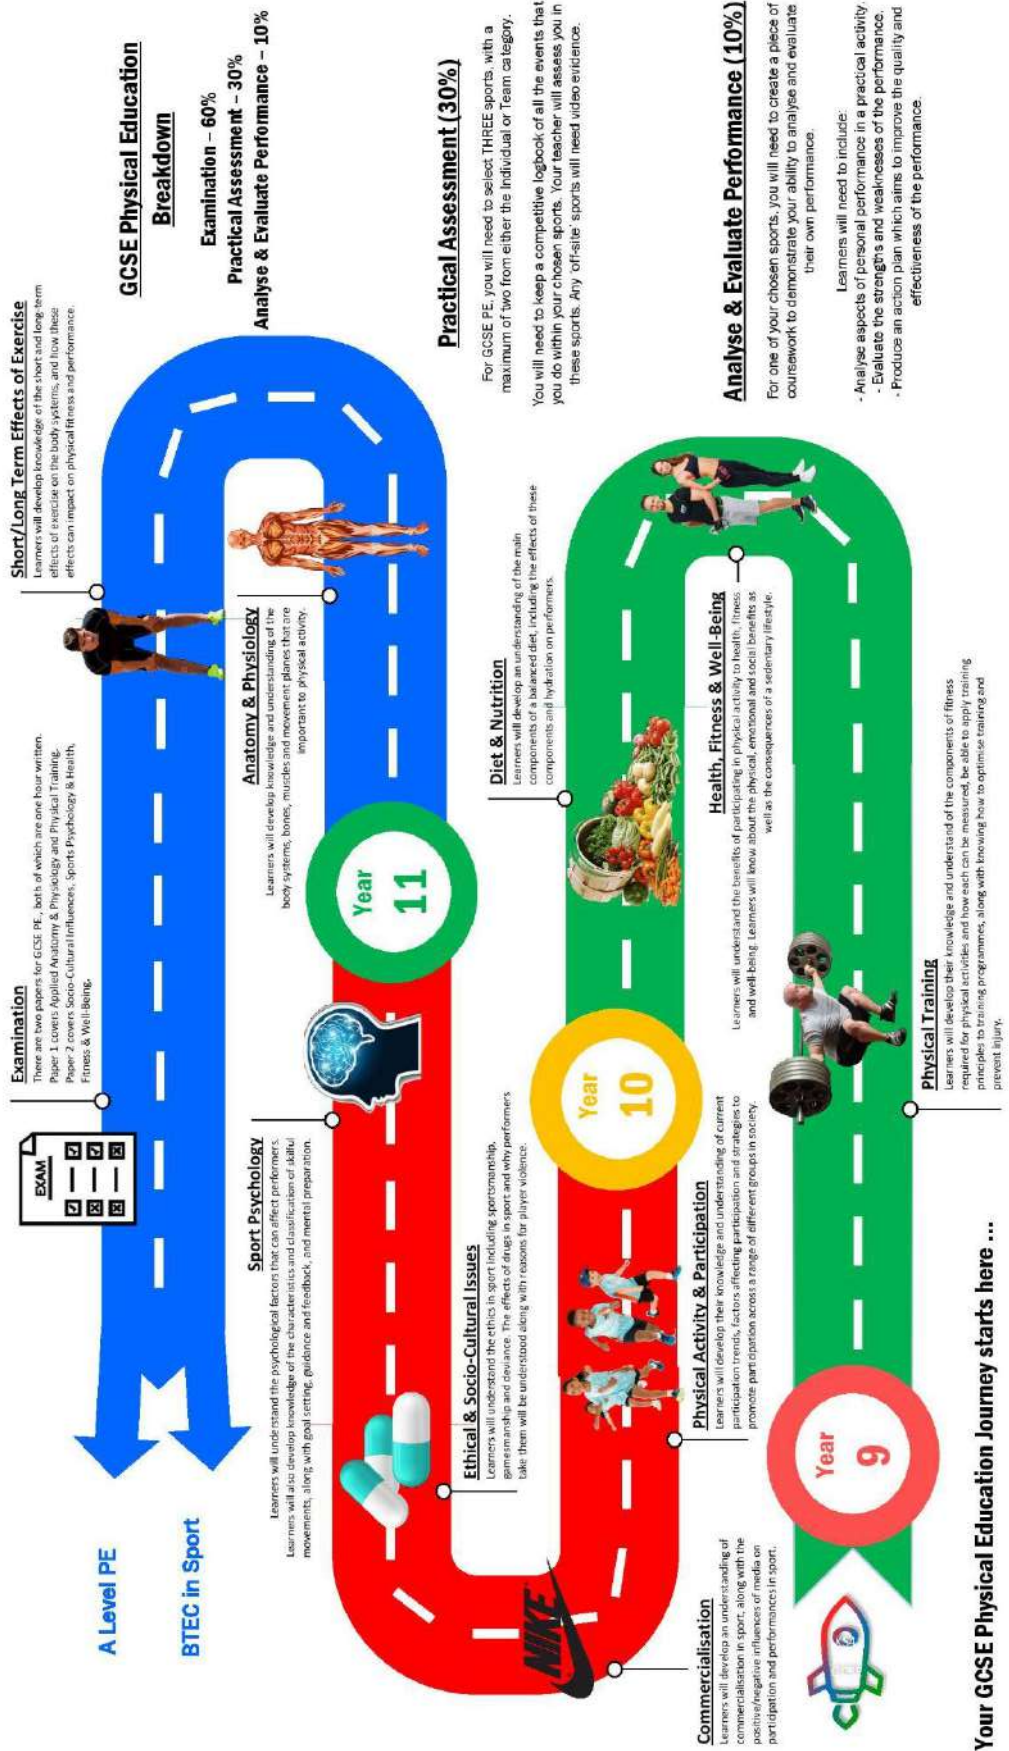 GCSE Physical Education
Breakdown
Examination – 60%
Practical Assessment – 30%
Analyse & Evaluate Performance – 10%
Practical Assessment (30%)
For GCSE PE, you will need to select THREE sports, with a
maximum of two from either the Individual or Team category.
You will need to keep a competitive logbook of all the events that
you do within your chosen sports. Your teacher will assess you in
these sports. Any 'off-site' sports will need video evidence.
Analyse & Evaluate Performance (10%)
For one of your chosen sports, you will need to create a piece of
coursework to demonstrate your ability to analyse and evaluate
their own performance.
Learners will need to include:
- Analyse aspects of personal performance in a practical activity.
- Evaluate the strengths and weaknesses of the performance.
- Produce an action plan which aims to improve the quality and
effectiveness of the performance.
Short/Long Term Effects of Exercise
Learners will develop knowledge of the short and long-term
effects of exercise on the body systems, and how these
effects can impact on physical fitness and performance.
Examination
There are two papers for GCSE PE, both of which are one hour written.
Paper 1 covers Applied Anatomy & Physiology and Physical Training.
Paper 2 covers Socio-Cultural Influences, Sports Psychology & Health,
Fitness & Well-Being.
EXAM
A Level PE
BTEC in Sport
Anatomy & Physiology
Learners will develop knowledge and understanding of the
body systems, bones, muscles and movement planes that are
important to physical activity.
Year
11
Sport Psychology
Learners will understand the psychological factors that can affect performers.
Learners will also develop knowledge of the characteristics and classification of skilful
movements, along with goal setting, guidance and feedback, and mental preparation.
Ethical & Socio-Cultural Issues
Learners will understand the ethics in sport including sportsmanship,
gamesmanship and deviance. The effects of drugs in sport and why performers
take them will be understood along with reasons for player violence.
Diet & Nutrition
Learners will develop an understanding of the main
components of a balanced diet, including the effects of these
components and hydration on performers.
Year
10
NIKE
Commercialisation
Learners will develop an understanding of
commercialisation in sport, along with the
positive/negative influences of media on
participation and performances in sport.
Physical Activity & Participation
Learners will develop their knowledge and understanding of current
participation trends, factors affecting participation and strategies to
promote participation across a range of different groups in society.
Health, Fitness & Well-Being
Learners will understand the benefits of participating in physical activity to health, fitness
and well-being. Learners will know about the physical, emotional and social benefits as
well as the consequences of a sedentary lifestyle.
Year
9
Physical Training
Learners will develop their knowledge and understand of the components of fitness
required for physical activities and how each can be measured, be able to apply training
principles to training programmes, along with knowing how to optimise training and
prevent injury.
Your GCSE Physical Education Journey starts here ...